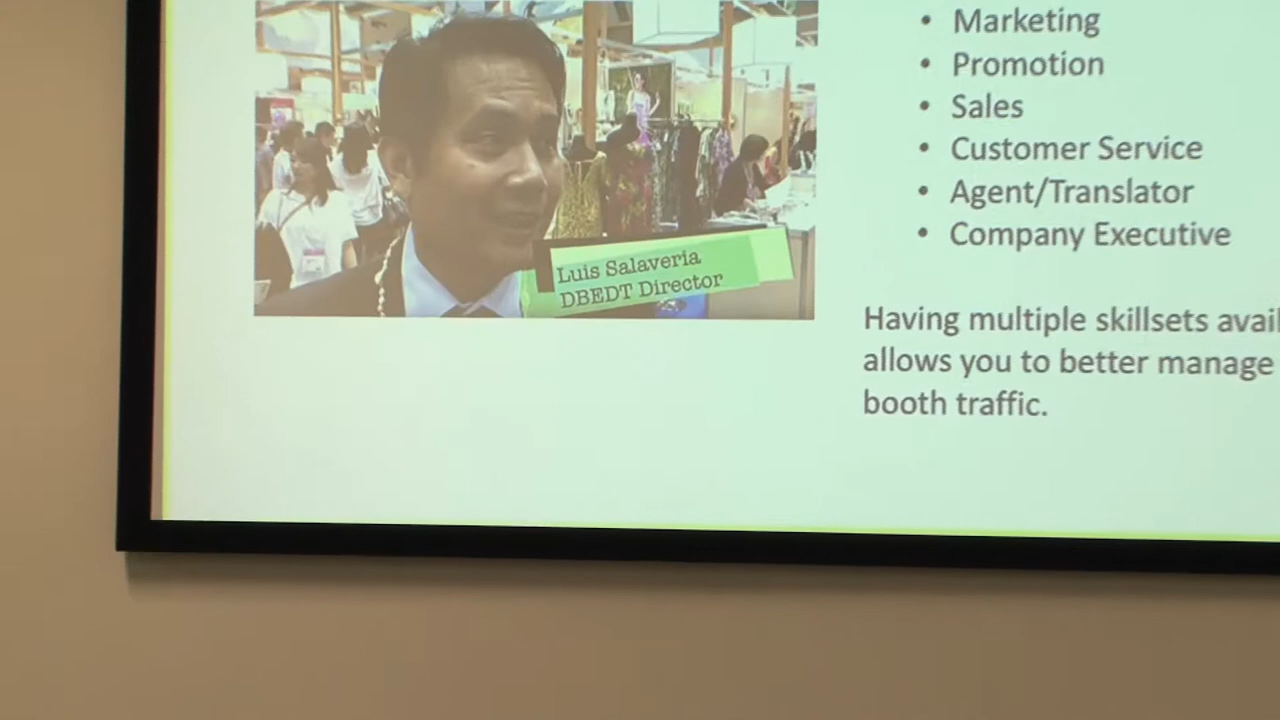 Luis Salaveria
DBEDT Director
• Marketing
• Promotion
• Sales
• Customer Service
• Agent/Translator
• Company Executive
Having multiple skillsets
allows you to better manage
booth traffic.